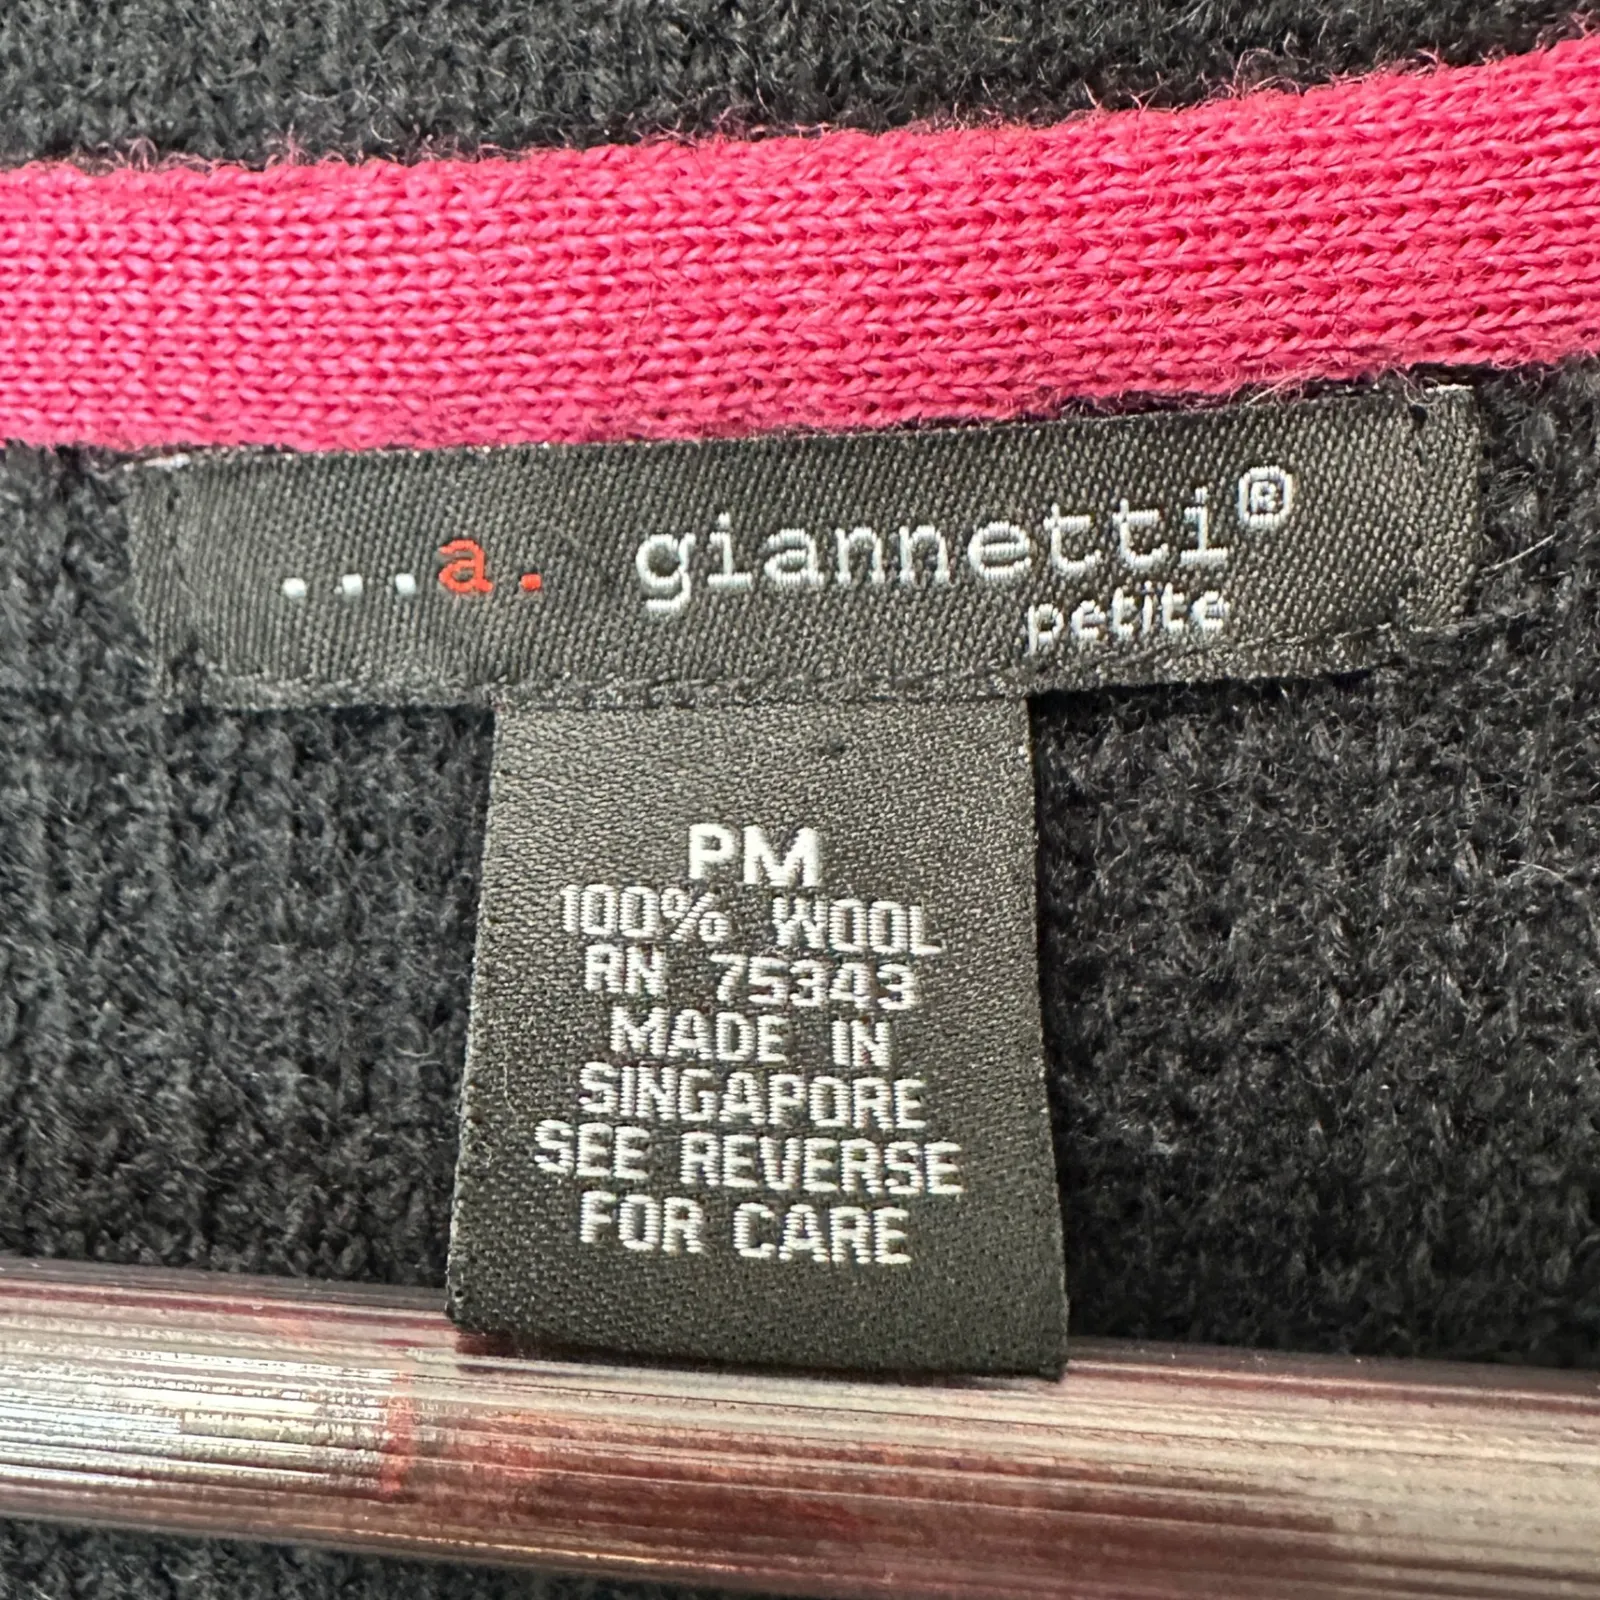 ...a. giannetti®
petite
PM
100% WOOL
RN 75343
MADE IN
SINGAPORE
SEE REVERSE
FOR CARE